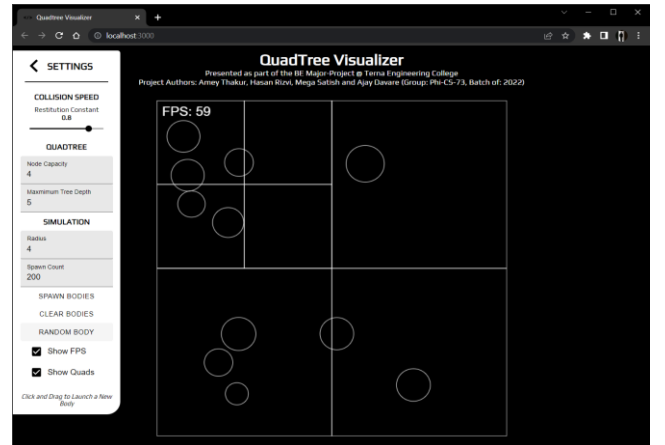 Quadtree Visualizer
localhost:3000
SETTINGS
COLLISION SPEED
Restitution Constant
0.8
QUADTREE
Node Capacity
4
Maxmimum Tree Depth
5
SIMULATION
Radius
4
Spawn Count
200
SPAWN BODIES
CLEAR BODIES
RANDOM BODY
Show FPS
Show Quads
Click and Drag to Launch a New
Body
QuadTree Visualizer
Presented as part of the BE Major-Project @ Terna Engineering College
Project Authors: Amey Thakur, Hasan Rizvi, Mega Satish and Ajay Davare (Group: Phi-CS-73, Batch of: 2022)
FPS: 59